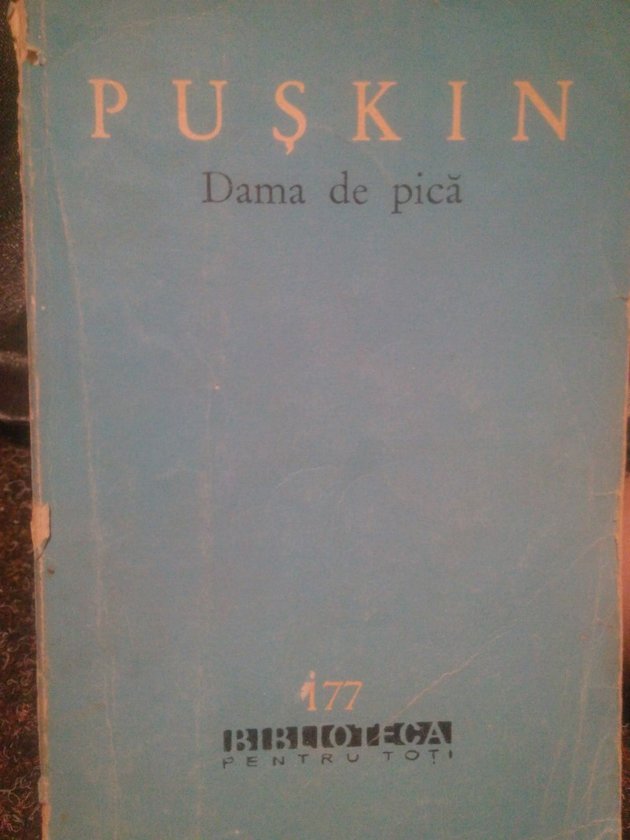 PUŞKIN
Dama de pică
177
BIBLIOTECA
PENTRU TOŢI